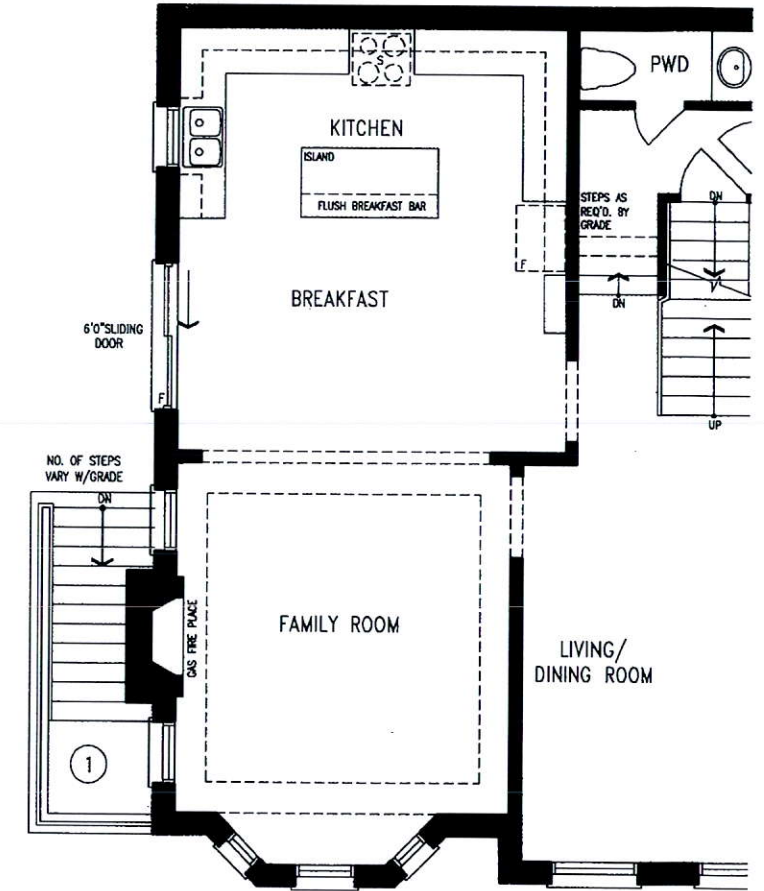 S
PWD
KITCHEN
ISLAND
FLUSH BREAKFAST BAR
STEPS AS
REQ'D. BY
GRADE
DN
F
BREAKFAST
DN
6'0"SLIDING
DOOR
F
UP
NO. OF STEPS
VARY W/GRADE
DN
GAS FIRE PLACE
FAMILY ROOM
LIVING/
DINING ROOM
1